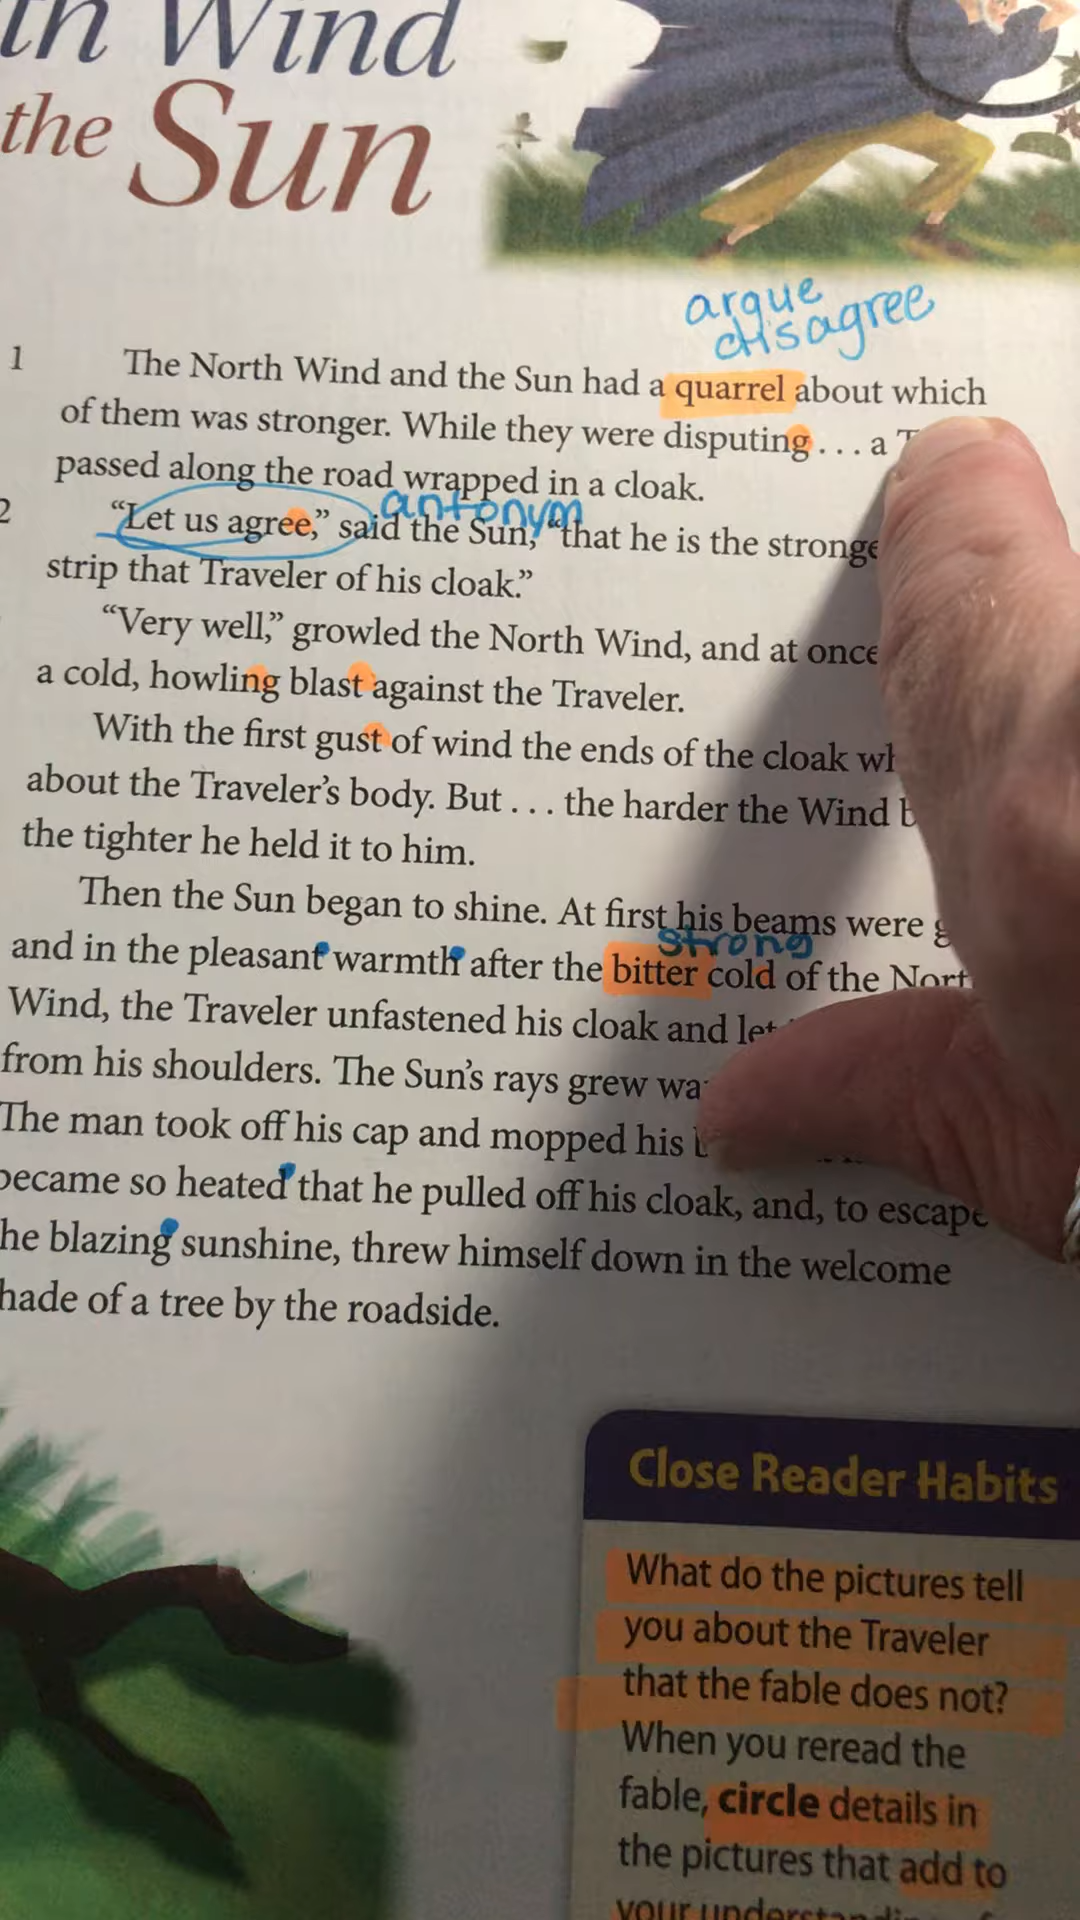 Wind
the Sun
argue
disagree
1 The North Wind and the Sun had a quarrel about which
of them was stronger. While they were disputing . . . a
passed along the road wrapped in a cloak.
antonym
2 “Let us agree,” said the Sun, “that he is the
strip that Traveler of his cloak.”
“Very well,” growled the North Wind, and at once
a cold, howling blast against the Traveler.
With the first gust of wind the ends of the cloak
about the Traveler’s body. But . . . the harder the Wind
the tighter he held it to him.
Then the Sun began to shine. At first his beams were
strong
and in the pleasant warmth after the bitter cold of the
Wind, the Traveler unfastened his cloak and let
from his shoulders. The Sun’s rays grew
The man took off his cap and mopped his
became so heated that he pulled off his cloak, and, to escape
blazing sunshine, threw himself down in the welcome
of a tree by the roadside.
Close Reader Habits
What do the pictures tell
you about the Traveler
that the fable does not?
When you reread the
fable, circle details in
the pictures that add to
your